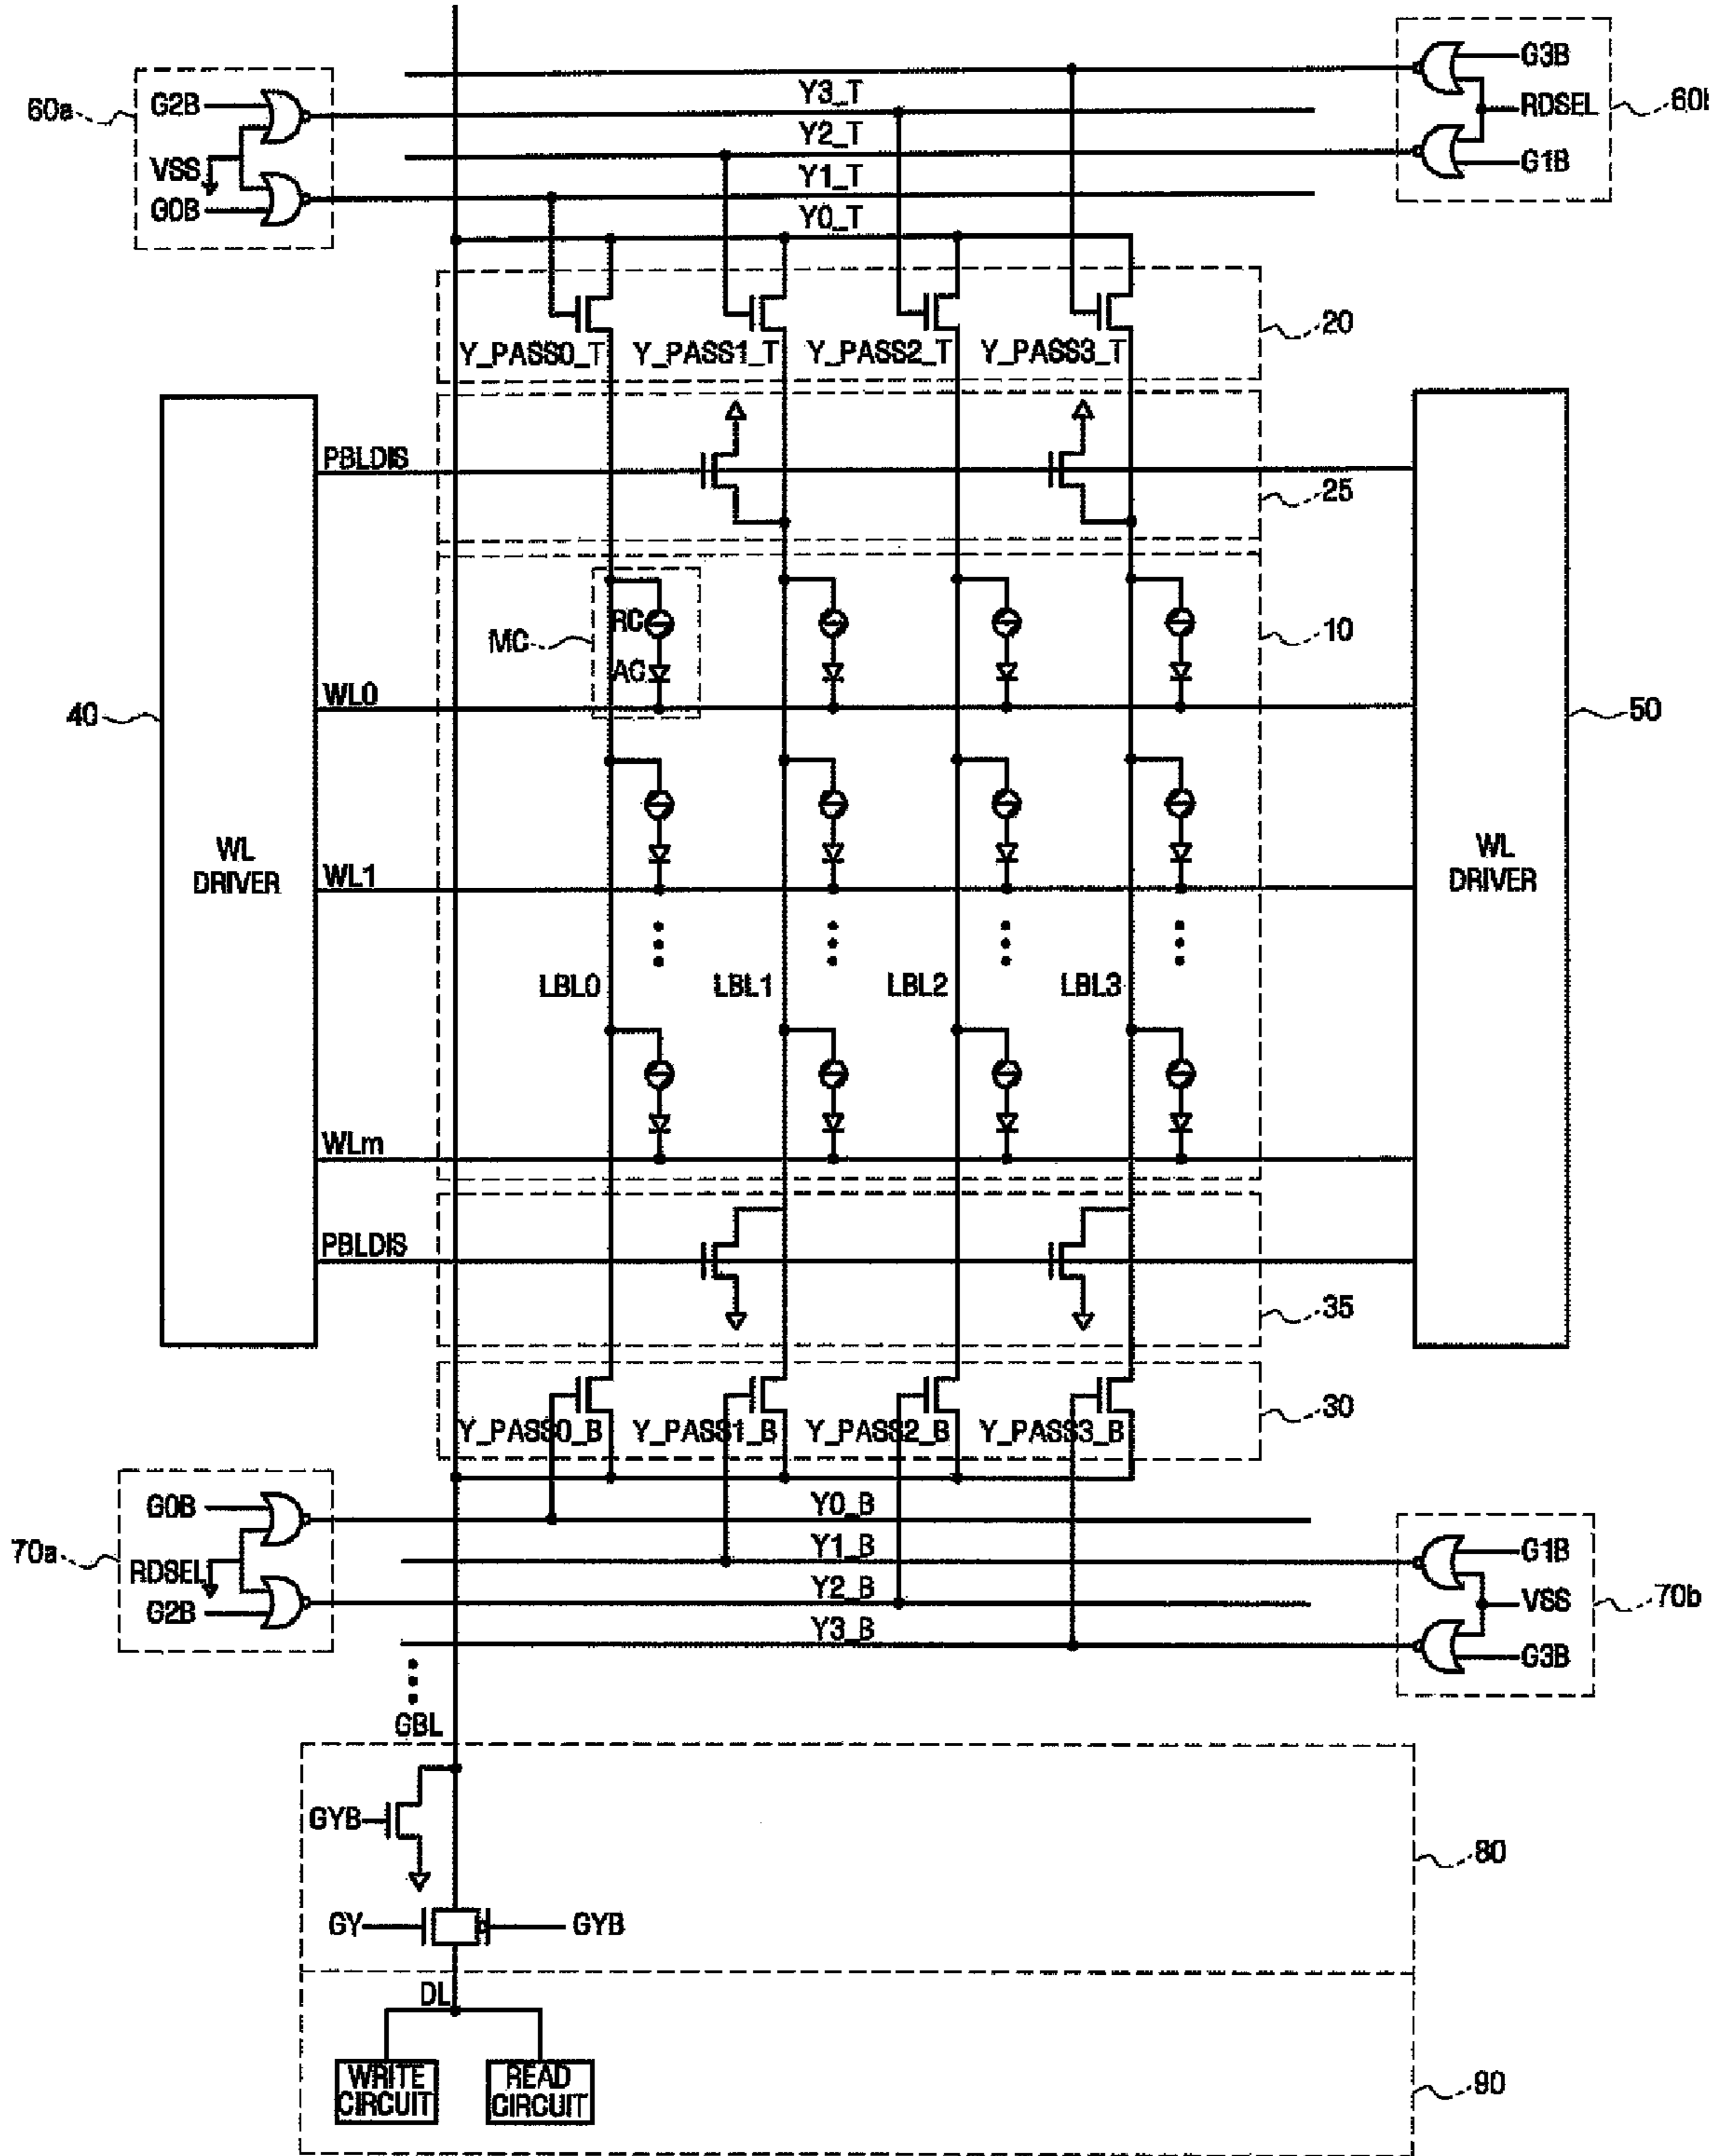 G3B
60a
G2B
Y3_T
RDSEL
60b
Y2_T
VSS
Y1_T
G1B
G0B
Y0_T
20
Y_PASS0_T
Y_PASS1_T
Y_PASS2_T
Y_PASS3_T
PBLDIS
25
MC
RC
10
AC
WL0
40
50
WL
DRIVER
WL
DRIVER
WL1
LBL0
LBL1
LBL2
LBL3
WLm
PBLDIS
35
Y_PASS0_B
Y_PASS1_B
Y_PASS2_B
Y_PASS3_B
30
G0B
Y0_B
70a
Y1_B
G1B
RDSEL
Y2_B
VSS
70b
G2B
Y3_B
G3B
GBL
GYB
80
GY
GYB
DL
WRITE
CIRCUIT
READ
CIRCUIT
90